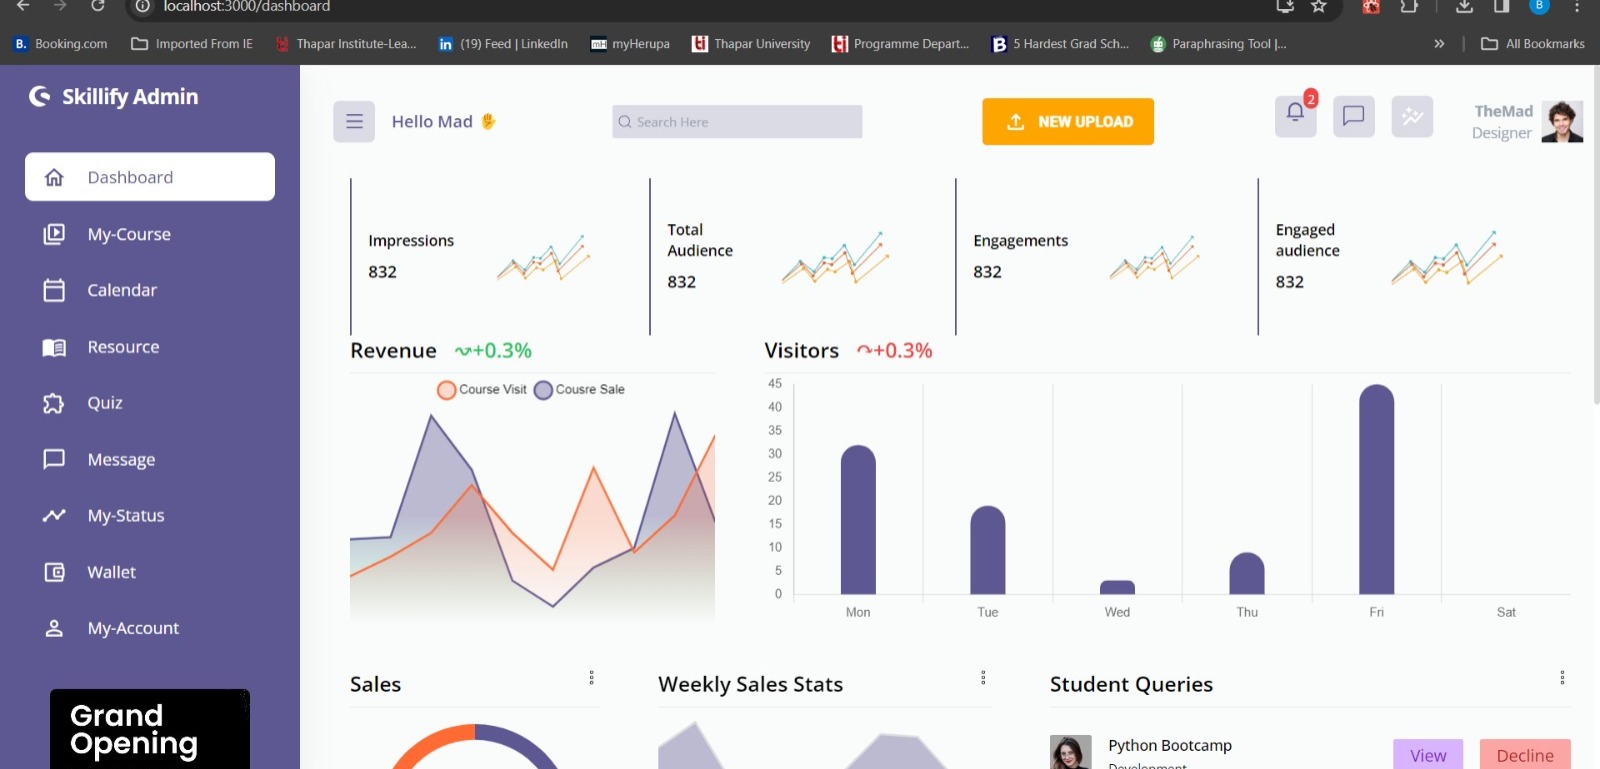 localhost:3000/dashboard
B
B. Booking.com
Imported From IE
Thapar Institute-Lea...
in (19) Feed | LinkedIn
mH myHerupa
Thapar University
Programme Depart...
B 5 Hardest Grad Sch...
Paraphrasing Tool |...
»
All Bookmarks
Skillify Admin
Hello Mad
Search Here
NEW UPLOAD
2
TheMad
Designer
Dashboard
My-Course
Calendar
Resource
Quiz
Message
My-Status
Wallet
My-Account
Grand
Opening
Impressions
832
Total
Audience
832
Engagements
832
Engaged
audience
832
Revenue +0.3%
Course Visit Cousre Sale
Visitors +0.3%
45
40
35
30
25
20
15
10
5
0
Mon Tue Wed Thu Fri Sat
Sales
Weekly Sales Stats
Student Queries
Python Bootcamp
Development
View
Decline